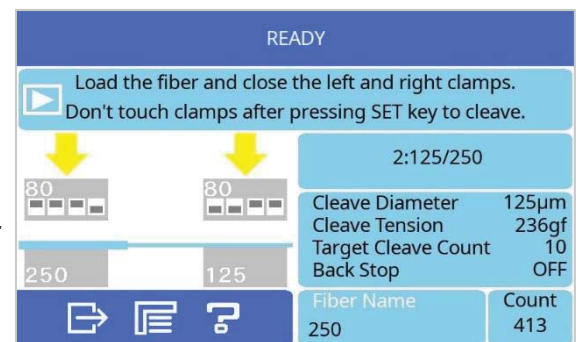 READY
Load the fiber and close the left and right clamps.
Don't touch clamps after pressing SET key to cleave.
80
80
250
125
2:125/250
Cleave Diameter 125µm
Cleave Tension 236gf
Target Cleave Count 10
Back Stop OFF
Fiber Name
250
Count
413